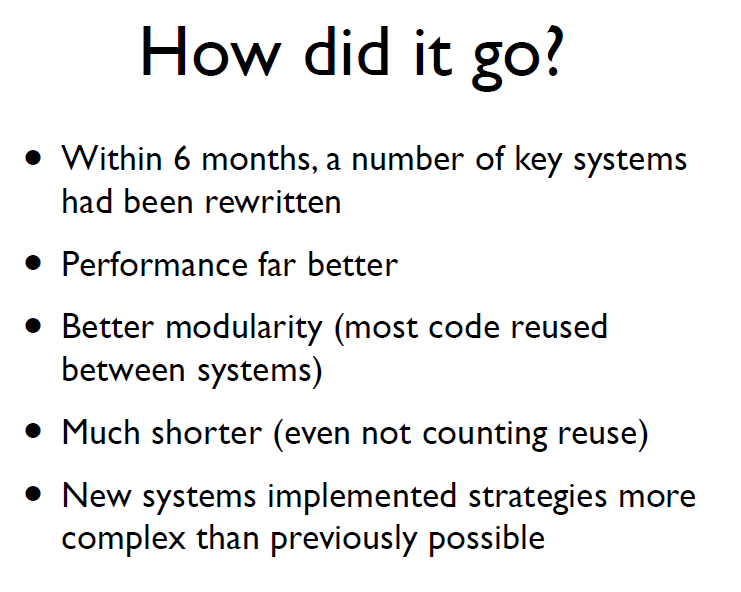 How did it go?
• Within 6 months, a number of key systems
had been rewritten
• Performance far better
• Better modularity (most code reused
between systems)
• Much shorter (even not counting reuse)
• New systems implemented strategies more
complex than previously possible